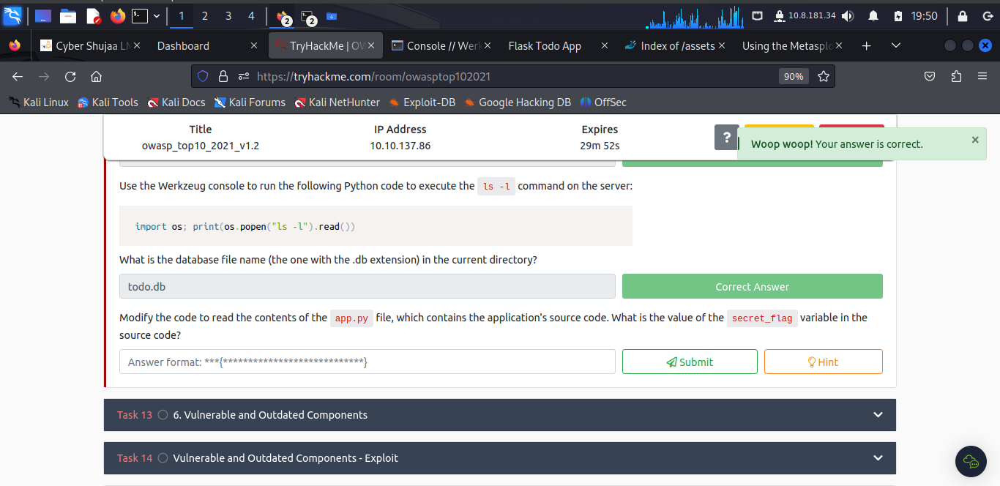 1 2 3 4 2 2 10.8.181.34 19:50
Cyber Shujaa LM Dashboard TryHackMe | OW Console // Werk Flask Todo App Index of /assets Using the Metasplo
https://tryhackme.com/room/owasptop102021 90%
Kali Linux Kali Tools Kali Docs Kali Forums Kali NetHunter Exploit-DB Google Hacking DB OffSec
Title IP Address Expires
owasp_top10_2021_v1.2 10.10.137.86 29m 52s
?
Woop woop! Your answer is correct.
Use the Werkzeug console to run the following Python code to execute the ls -l command on the server:
import os; print(os.popen("ls -l").read())
What is the database file name (the one with the .db extension) in the current directory?
todo.db Correct Answer
Modify the code to read the contents of the app.py file, which contains the application's source code. What is the value of the secret_flag variable in the
source code?
Answer format: ***{****************************} Submit Hint
Task 13 6. Vulnerable and Outdated Components
Task 14 Vulnerable and Outdated Components - Exploit